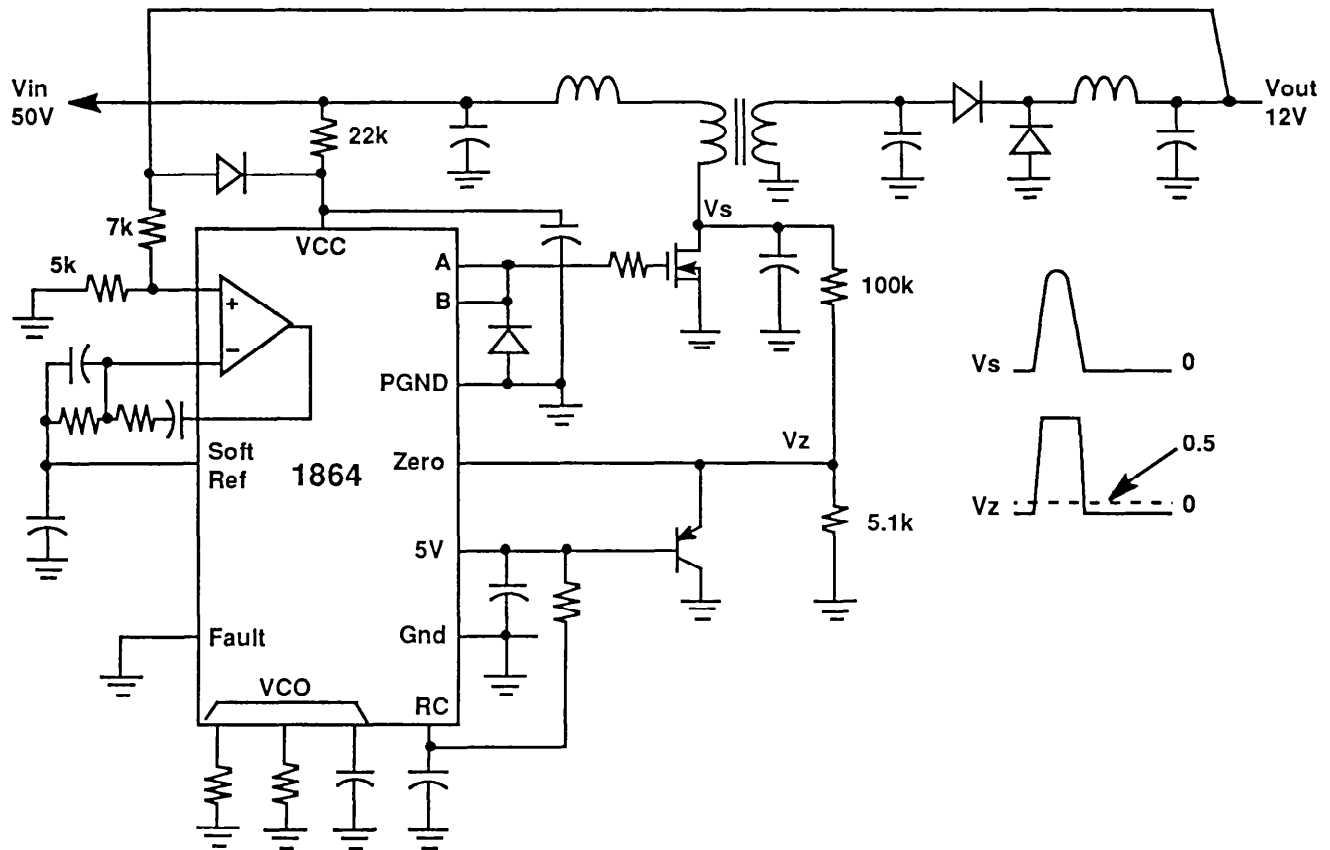 Vin
50V
22k
Vout
12V
7k
VCC
Vs
5k
A
B
100k
+
−
PGND
Vs
0
Soft
Ref
1864
Zero
Vz
0.5
Vz
0
5V
5.1k
Fault
Gnd
VCO
RC